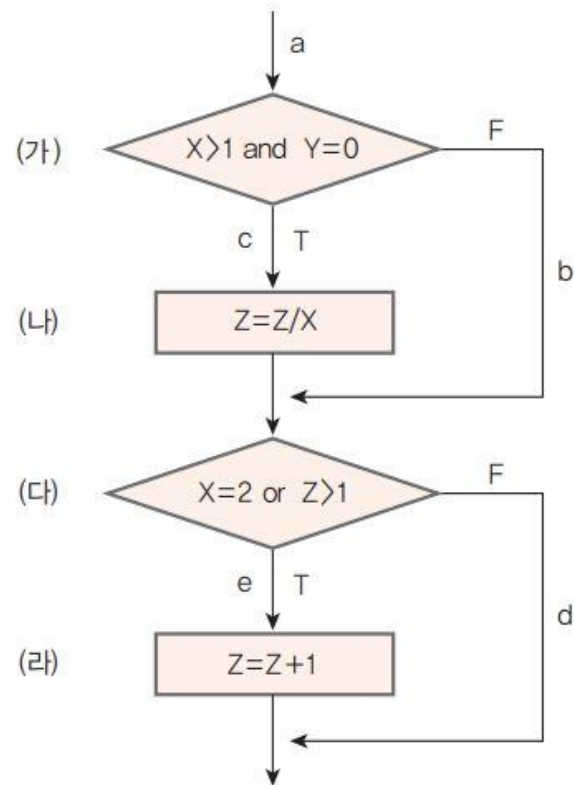 a
(가) X>1 and Y=0 F
c T
b
(나) Z=Z/X
(다) X=2 or Z>1 F
e T
d
(라) Z=Z+1